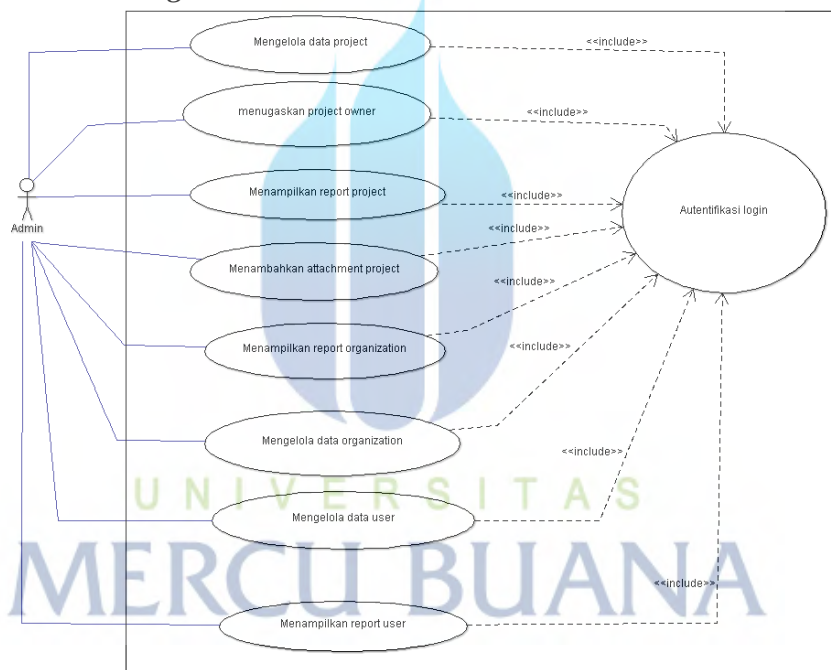 Mengelola data project
<<include>>
menugaskan project owner
<<include>>
Menampilkan report project
<<include>>
Autentifikasi login
Admin
<<include>>
Menambahkan attachment project
<<include>>
Menampilkan report organization
<<include>>
Mengelola data organization
<<include>>
UNIVERSITAS
Mengelola data user
MERCU BUANA
<<include>>
Menampilkan report user